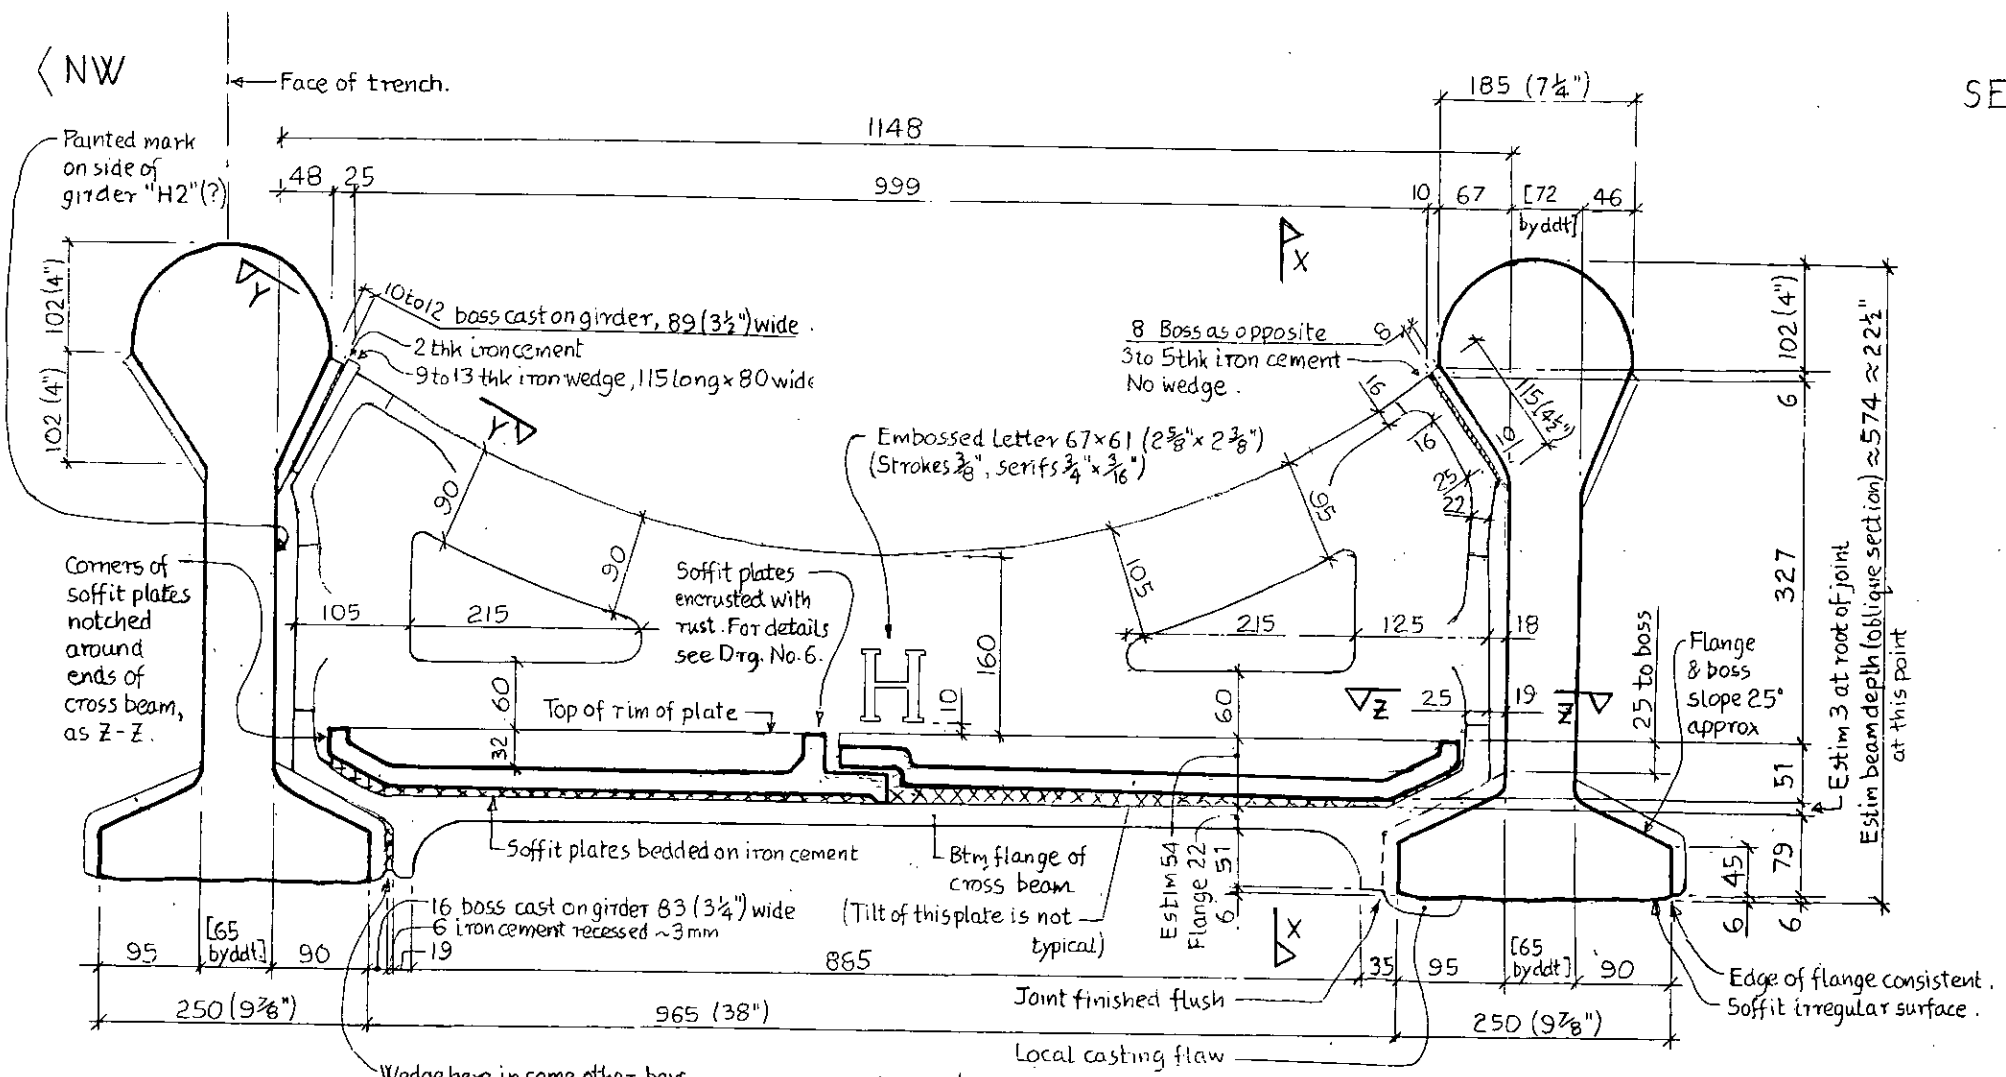 NW
Face of trench.
SE
185 (7¼")
Painted mark
on side of
girder "H2"(?)
1148
48 25
999
10 67 [72
byddt]
46
X
Y
102 (4")
102 (4")
10 to 12 boss cast on girder, 89 (3½") wide.
2 thk iron cement
9 to 13 thk iron wedge, 115 long × 80 wide
8 Boss as opposite
3 to 5 thk iron cement
No wedge.
8
16
16
115 (4½")
10
25
22
102 (4")
6
Y
Embossed Letter 67×61 (2⅝"× 2⅜")
(Strokes ⅜", serifs ¾"× 3/16")
90
90
95
105
Corners of
soffit plates
notched
around
ends of
cross beam,
as Z-Z.
105
215
Soffit plates
encrusted with
rust. For details
see Drg. No. 6.
H
160
10
215
125
18
327
25 to boss
Flange
& boss
slope 25°
approx
Estim 3 at root of joint
Estim beam depth (oblique section) ≈ 574 ≈ 22½"
at this point
60
32
Top of rim of plate
60
Z 25 19 Z
51
Soffit plates bedded on iron cement
Btm flange of
cross beam
(Tilt of this plate is not
typical)
Estim 54
Flange 22
51
6
45
6
79
6
16 boss cast on girder 83 (3¼") wide
6 iron cement recessed ~3mm
19
X
95 [65
byddt.]
90
865
35 95 [65
byddt]
90
Joint finished flush
Edge of flange consistent.
Soffit irregular surface.
250 (9⅞")
965 (38")
250 (9⅞")
Local casting flaw
Wedge here in some other bays